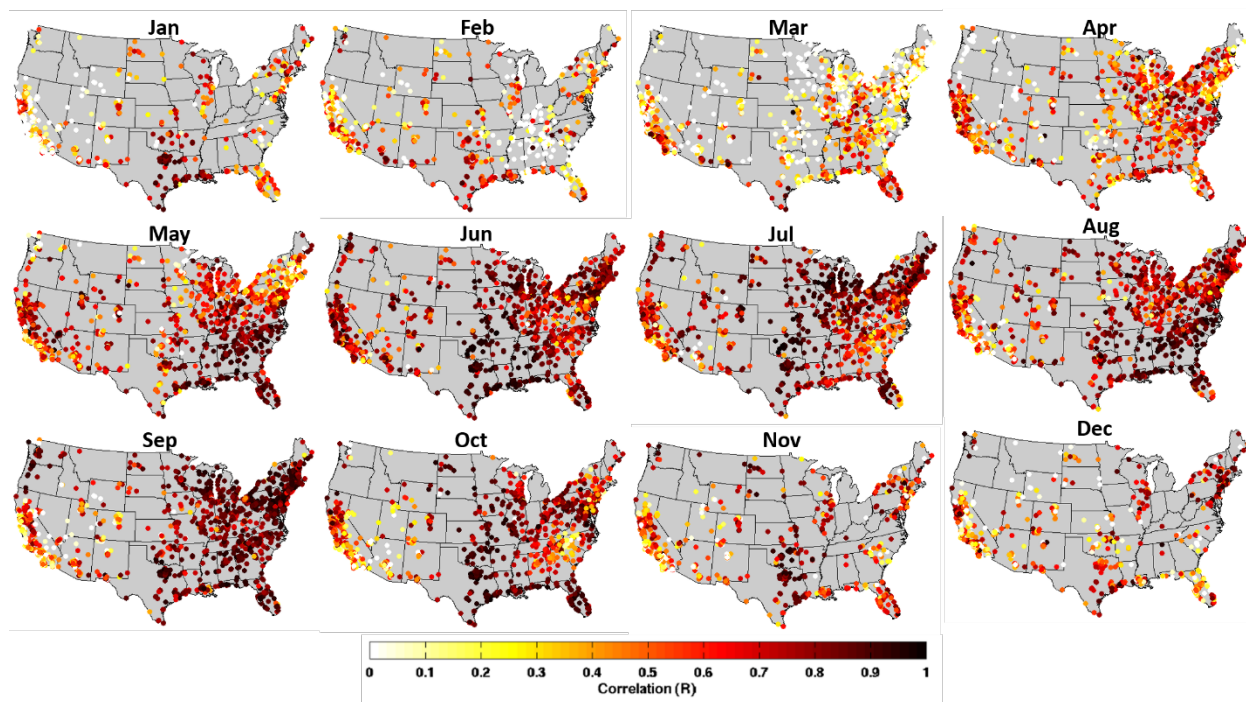 Jan Feb Mar Apr
May Jun Jul Aug
Sep Oct Nov Dec
0 0.1 0.2 0.3 0.4 0.5 0.6 0.7 0.8 0.9 1
Correlation (R)